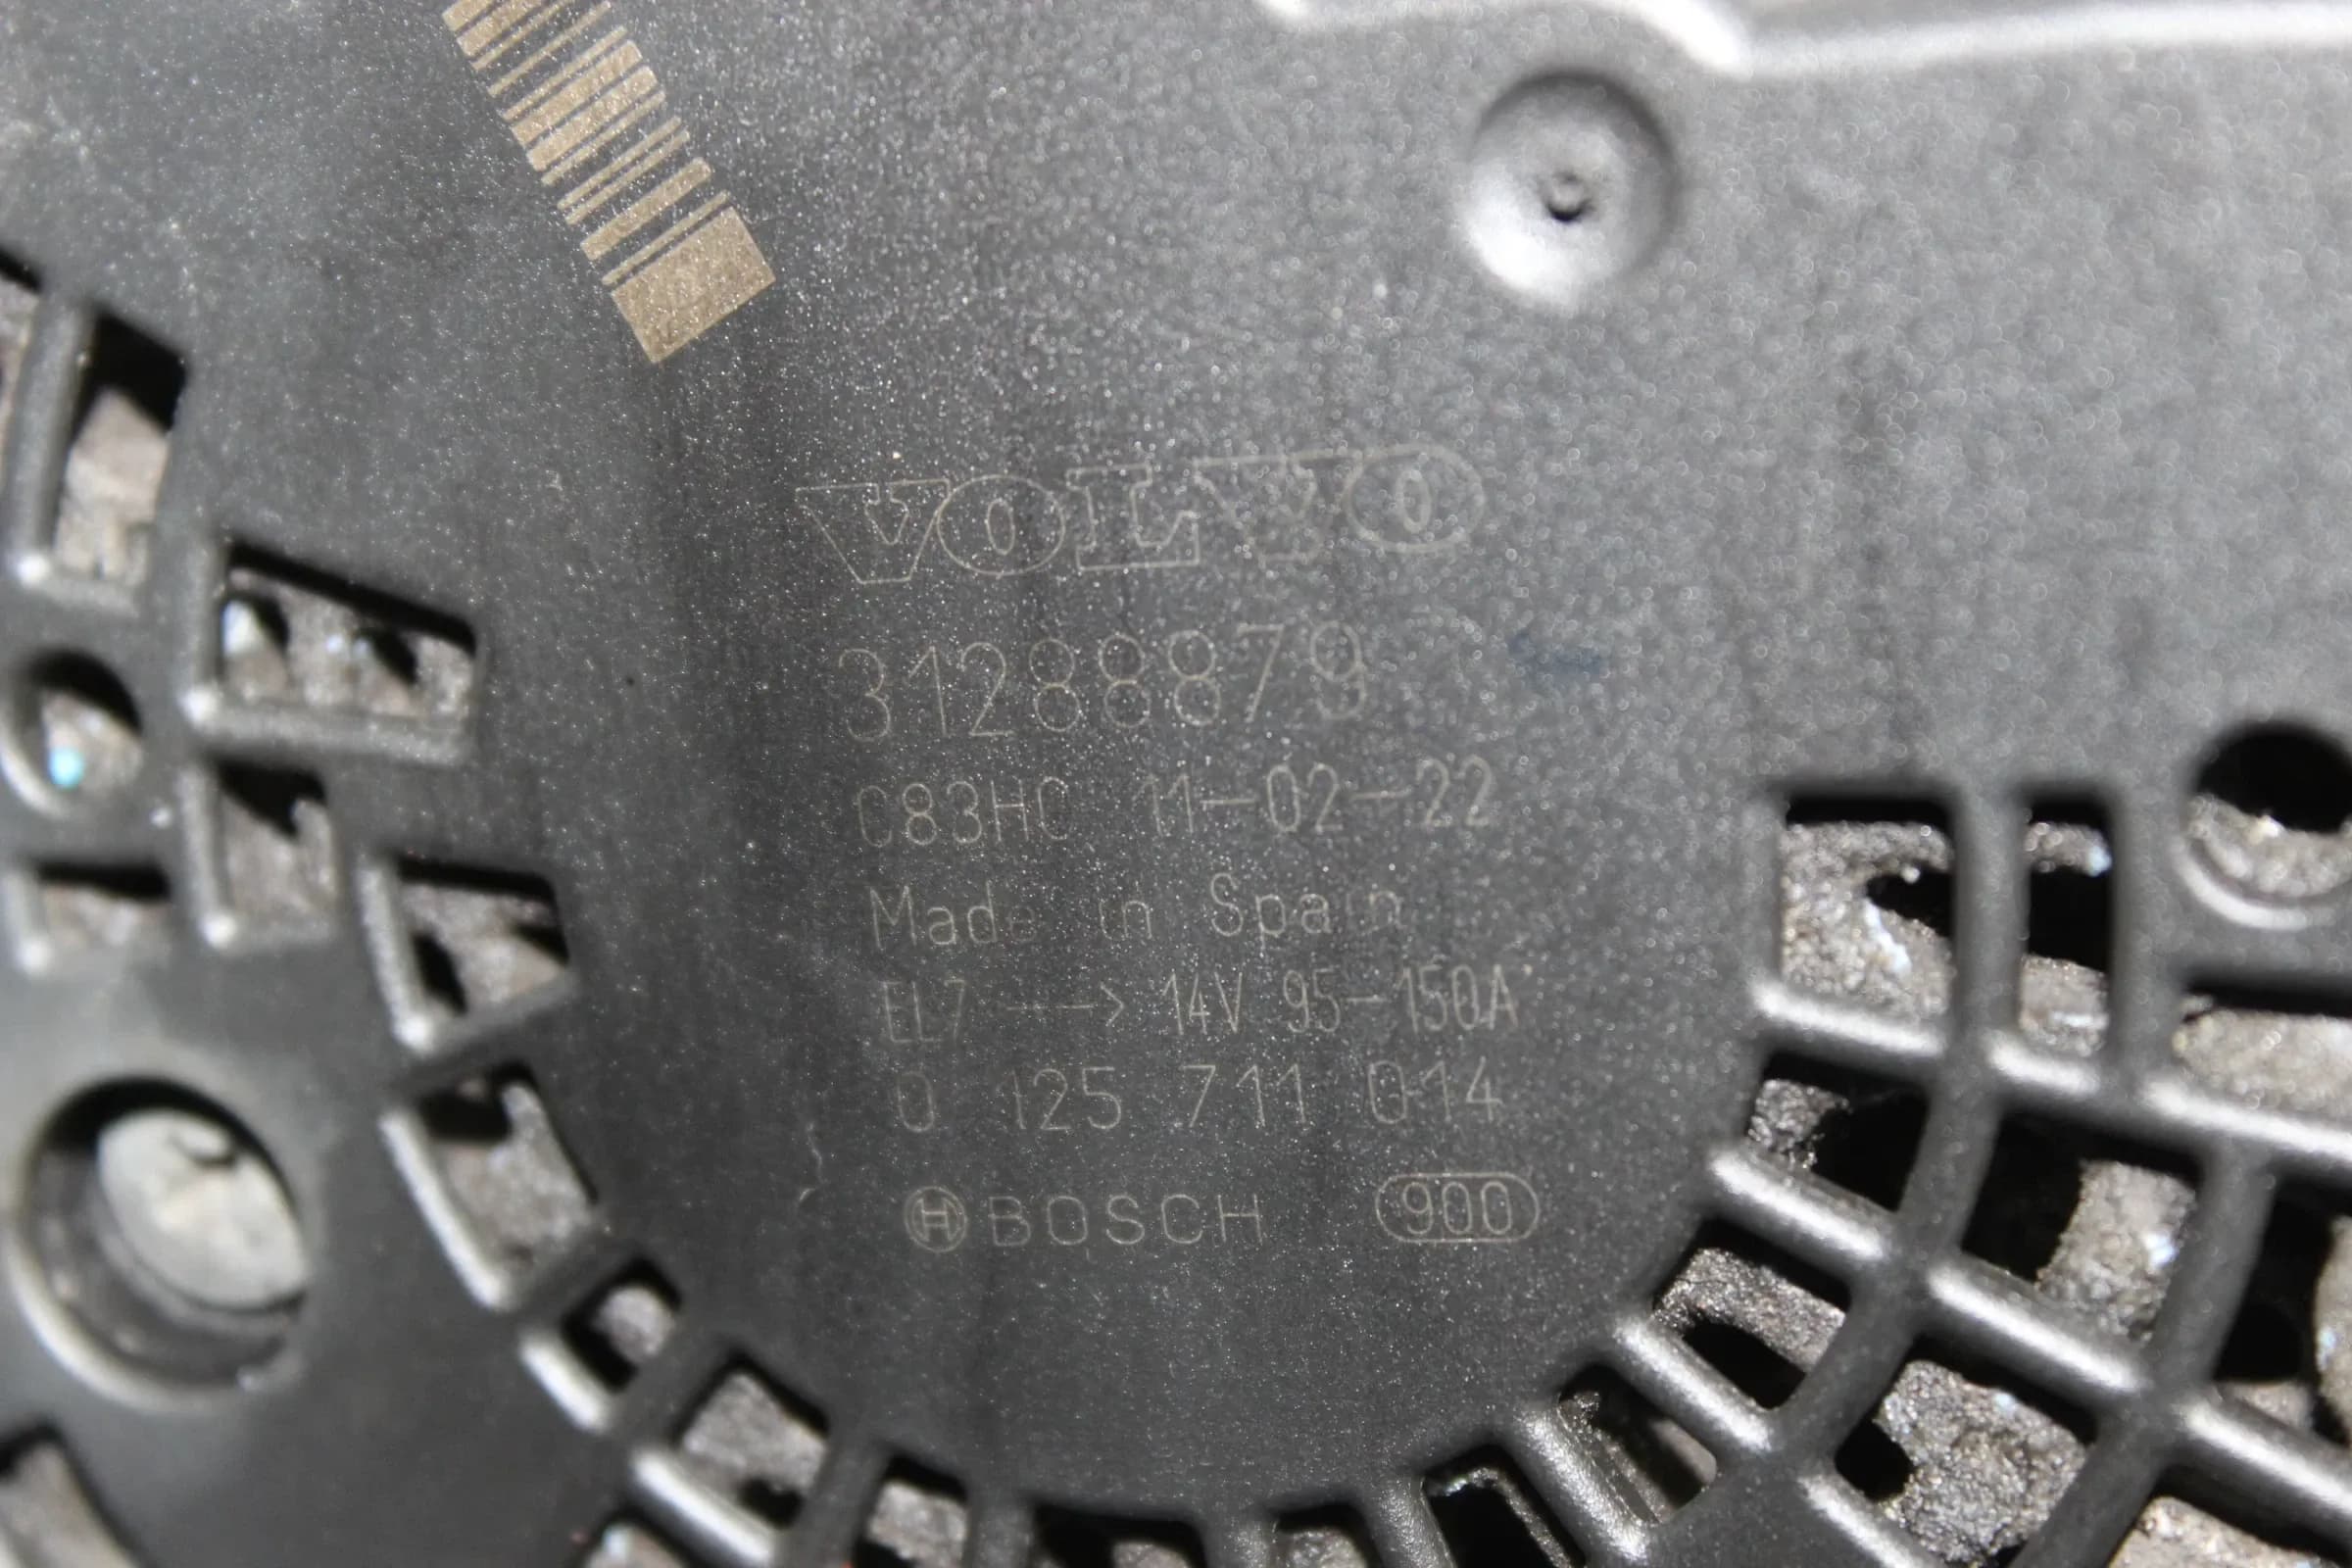 VOLVO
31288879
C83HC 11-02-22
Made in Spain
EL7 ---> 14V 95-150A
0 125 711 014
BOSCH 900